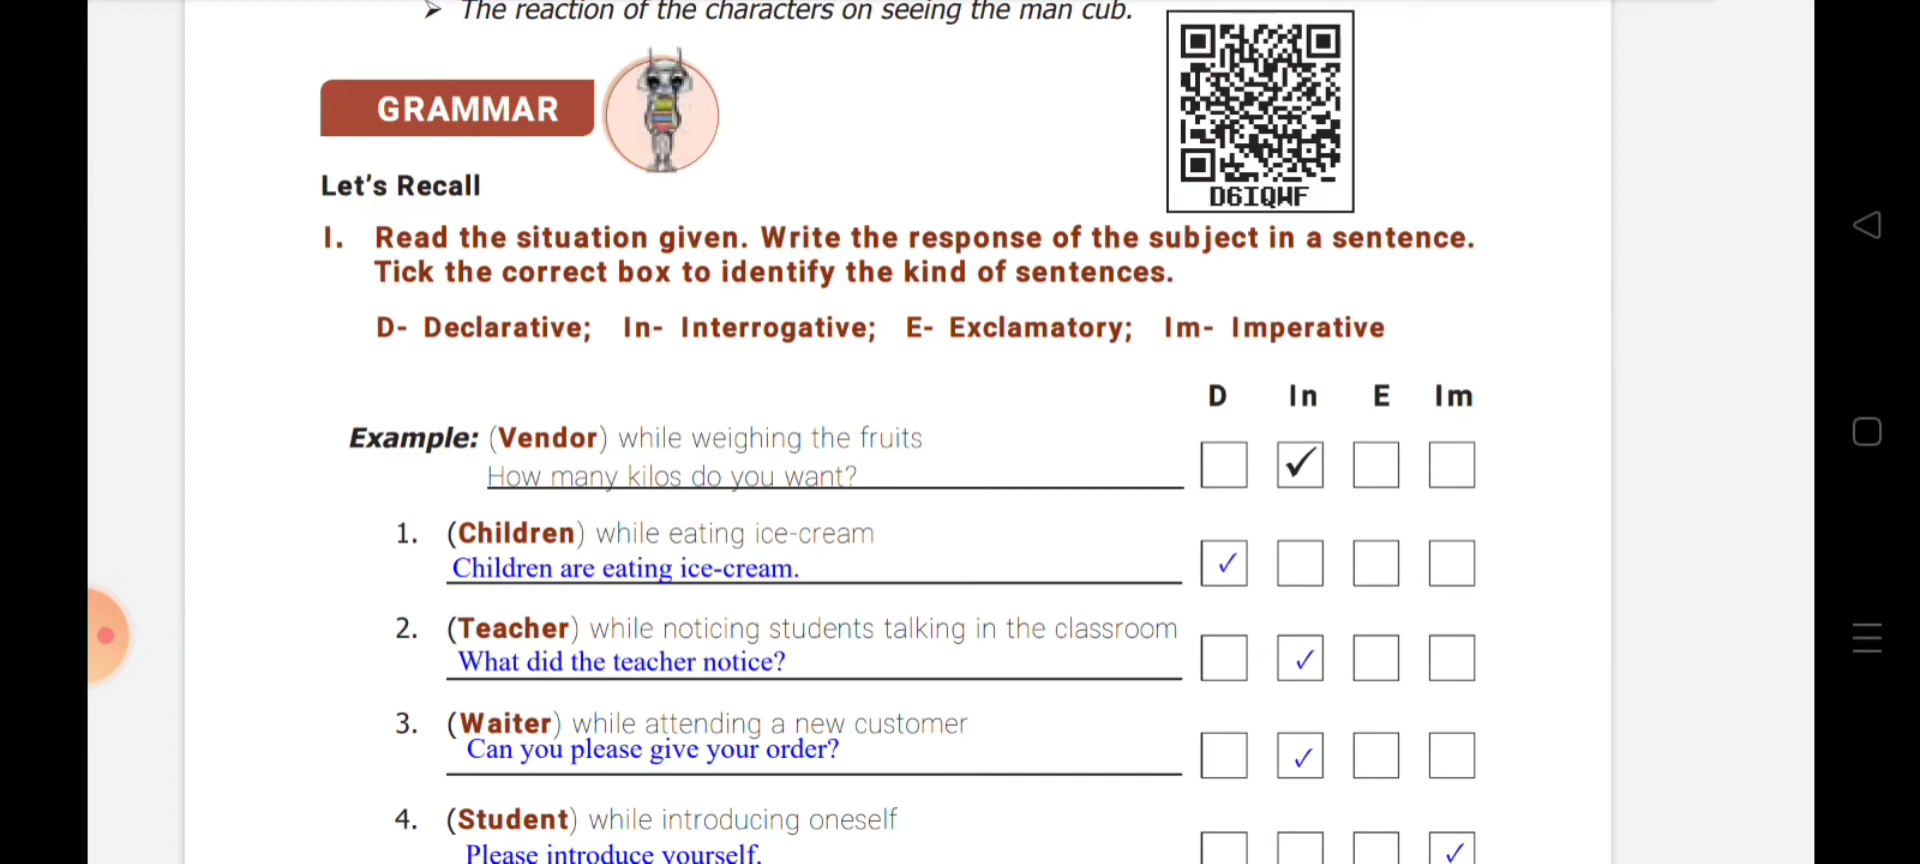 ➤ The reaction of the characters on seeing the man cub.
GRAMMAR
D6IQWF
Let's Recall
I. Read the situation given. Write the response of the subject in a sentence.
Tick the correct box to identify the kind of sentences.
D- Declarative; In- Interrogative; E- Exclamatory; Im- Imperative
D In E Im
Example: (Vendor) while weighing the fruits
How many kilos do you want? ✓
1. (Children) while eating ice-cream
Children are eating ice-cream. ✓
2. (Teacher) while noticing students talking in the classroom
What did the teacher notice? ✓
3. (Waiter) while attending a new customer
Can you please give your order? ✓
4. (Student) while introducing oneself
Please introduce yourself. ✓